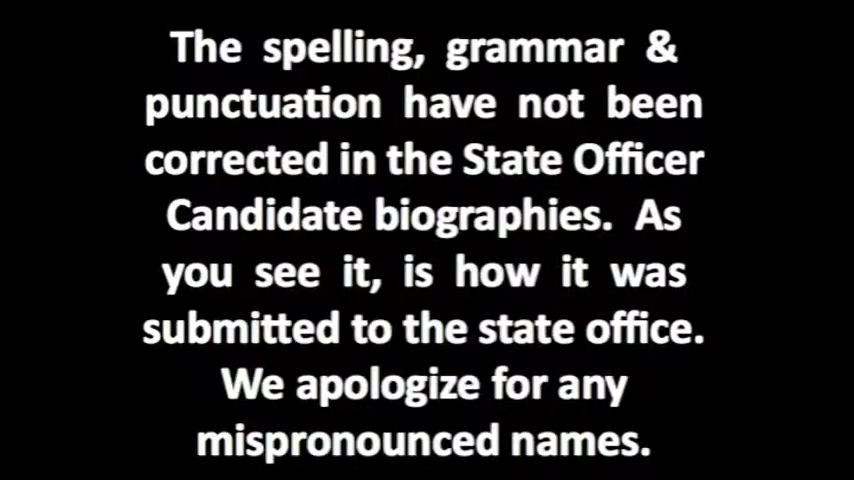 The spelling, grammar &
punctuation have not been
corrected in the State Officer
Candidate biographies. As
you see it, is how it was
submitted to the state office.
We apologize for any
mispronounced names.